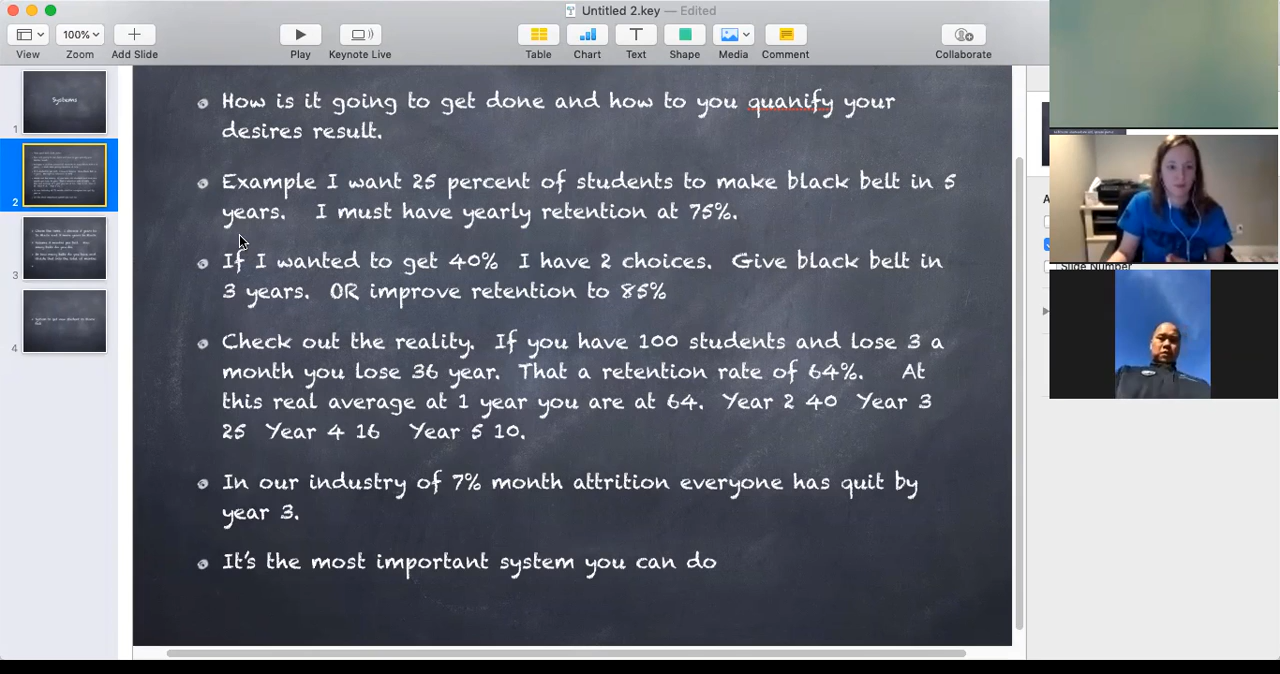 Untitled 2.key — Edited
100%
View
Zoom
Add Slide
Play
Keynote Live
Table
Chart
Text
Shape
Media
Comment
Collaborate
Systems
1
2
3
4
How is it going to get done and how to you quanify your
desires result.
Example I want 25 percent of students to make black belt in 5
years. I must have yearly retention at 75%.
If I wanted to get 40% I have 2 choices. Give black belt in
3 years. OR improve retention to 85%
Check out the reality. If you have 100 students and lose 3 a
month you lose 36 year. That a retention rate of 64%. At
this real average at 1 year you are at 64. Year 2 40 Year 3
25 Year 4 16 Year 5 10.
In our industry of 7% month attrition everyone has quit by
year 3.
It's the most important system you can do
Slide Number